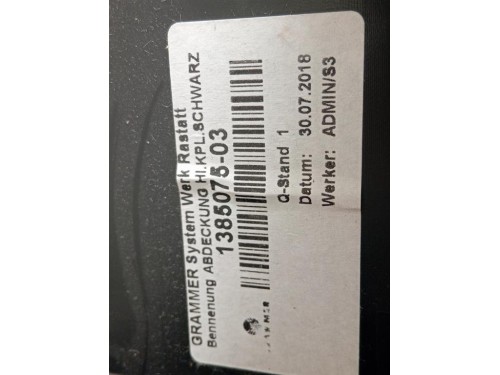 GRAMMER System Werk Rastatt
Bennenung ABDECKUNG HI.KPL.SCHWARZ
1385075-03
Q-Stand 1
Datum: 30.07.2018
Werker: ADMIN/S3